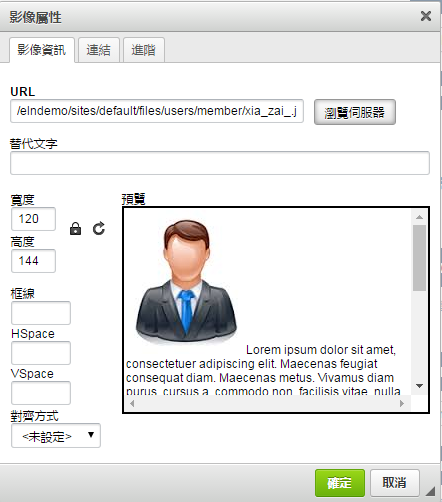 影像屬性
影像資訊 連結 進階
URL
/elndemo/sites/default/files/users/member/xia_zai_.j
瀏覽伺服器
替代文字
寬度
120
高度
144
框線
HSpace
VSpace
對齊方式
<未設定>
預覽
Lorem ipsum dolor sit amet,
consectetuer adipiscing elit. Maecenas feugiat
consequat diam. Maecenas metus. Vivamus diam
purus, cursus a, commodo non, facilisis vitae, nulla
確定 取消